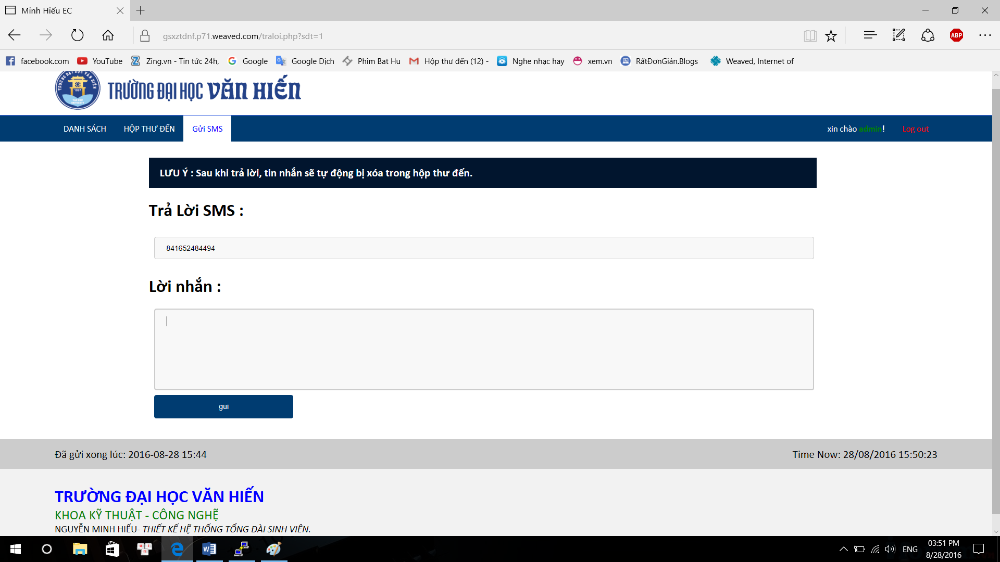 Minh Hiếu EC
gsxztdnf.p71.weaved.com/traloi.php?sdt=1
ABP
facebook.com YouTube Zing.vn - Tin tức 24h, Google Google Dịch Phim Bat Hu Hộp thư đến (12) - Nghe nhạc hay xem.vn RấtĐơnGiản.Blogs Weaved, Internet of
TRƯỜNG ĐẠI HỌC VĂN HIẾN
1997
DANH SÁCH HỘP THƯ ĐẾN Gửi SMS xin chào admin! Log out
LƯU Ý : Sau khi trả lời, tin nhắn sẽ tự động bị xóa trong hộp thư đến.
Trả Lời SMS :
841652484494
Lời nhắn :
gui
Đã gửi xong lúc: 2016-08-28 15:44 Time Now: 28/08/2016 15:50:23
TRƯỜNG ĐẠI HỌC VĂN HIẾN
KHOA KỸ THUẬT - CÔNG NGHỆ
NGUYỄN MINH HIẾU- THIẾT KẾ HỆ THỐNG TỔNG ĐÀI SINH VIÊN.
ENG
03:51 PM
8/28/2016